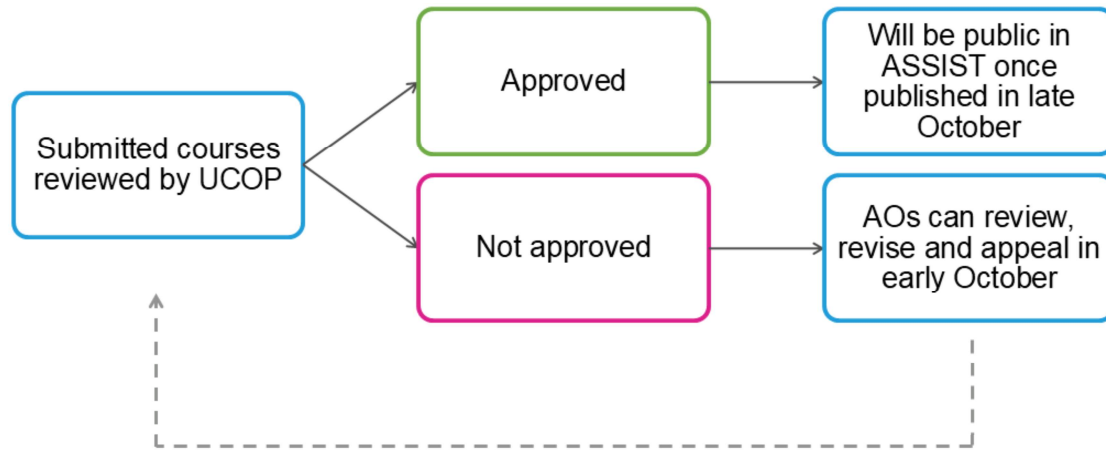 Submitted courses
reviewed by UCOP
Approved
Will be public in
ASSIST once
published in late
October
Not approved
AOs can review,
revise and appeal in
early October